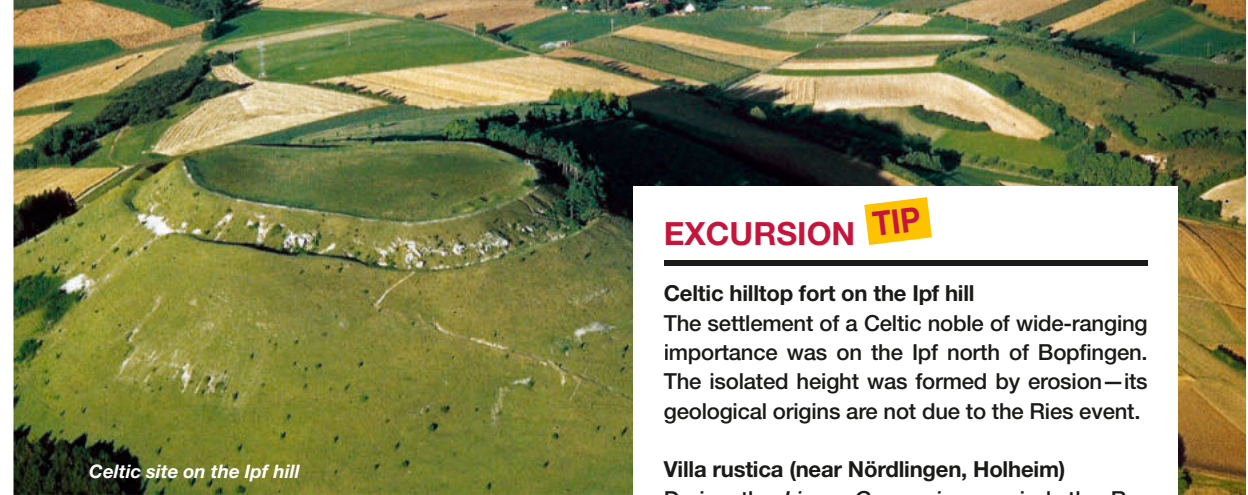 EXCURSION TIP
Celtic hilltop fort on the Ipf hill
The settlement of a Celtic noble of wide-ranging
importance was on the Ipf north of Bopfingen.
The isolated height was formed by erosion—its
geological origins are not due to the Ries event.
Villa rustica (near Nördlingen, Holheim)
Celtic site on the Ipf hill